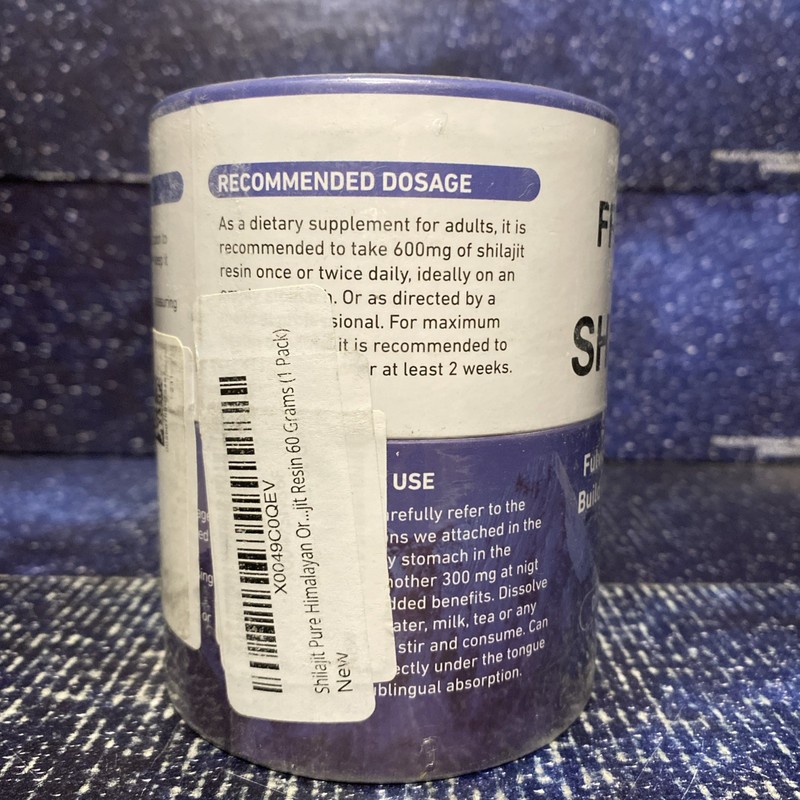 RECOMMENDED DOSAGE
As a dietary supplement for adults, it is
recommended to take 600mg of shilajit
resin once or twice daily, ideally on an
Or as directed by a
sional. For maximum
it is recommended to
r at least 2 weeks.
USE
refully refer to the
ns we attached in the
y stomach in the
nother 300 mg at nigt
dded benefits. Dissolve
ater, milk, tea or any
stir and consume. Can
ectly under the tongue
blingual absorption.
X0049C0QEV
Shilajit Pure Himalayan Or...jit Resin 60 Grams (1 Pack)
New
SH